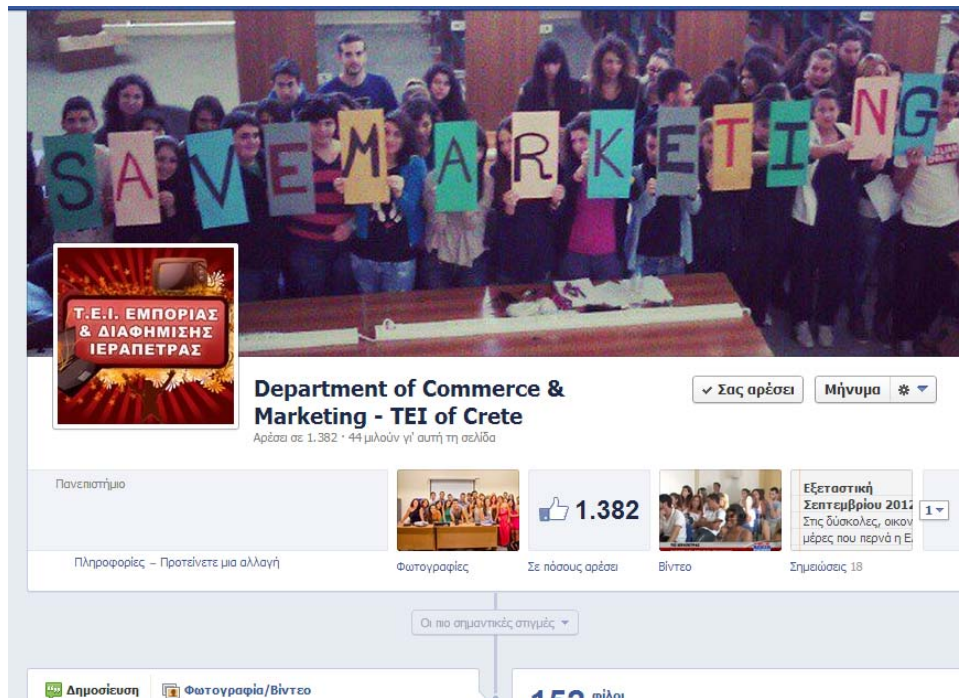 SAVE MARKETING
Τ.Ε.Ι. ΕΜΠΟΡΙΑΣ
& ΔΙΑΦΗΜΙΣΗΣ
ΙΕΡΑΠΕΤΡΑΣ
Department of Commerce &
Marketing - TEI of Crete
Αρέσει σε 1.382 · 44 μιλούν γι' αυτή τη σελίδα
✓ Σας αρέσει
Μήνυμα
Πανεπιστήμιο
Πληροφορίες – Προτείνετε μια αλλαγή
Φωτογραφίες
1.382
Σε πόσους αρέσει
Βίντεο
Εξεταστική
Σεπτεμβρίου 2012
Στις δύσκολες, οικον
μέρες που περνά η Ε
Σημειώσεις 18
1
Οι πιο σημαντικές στιγμές
Δημοσίευση
Φωτογραφία/Βίντεο
φίλοι